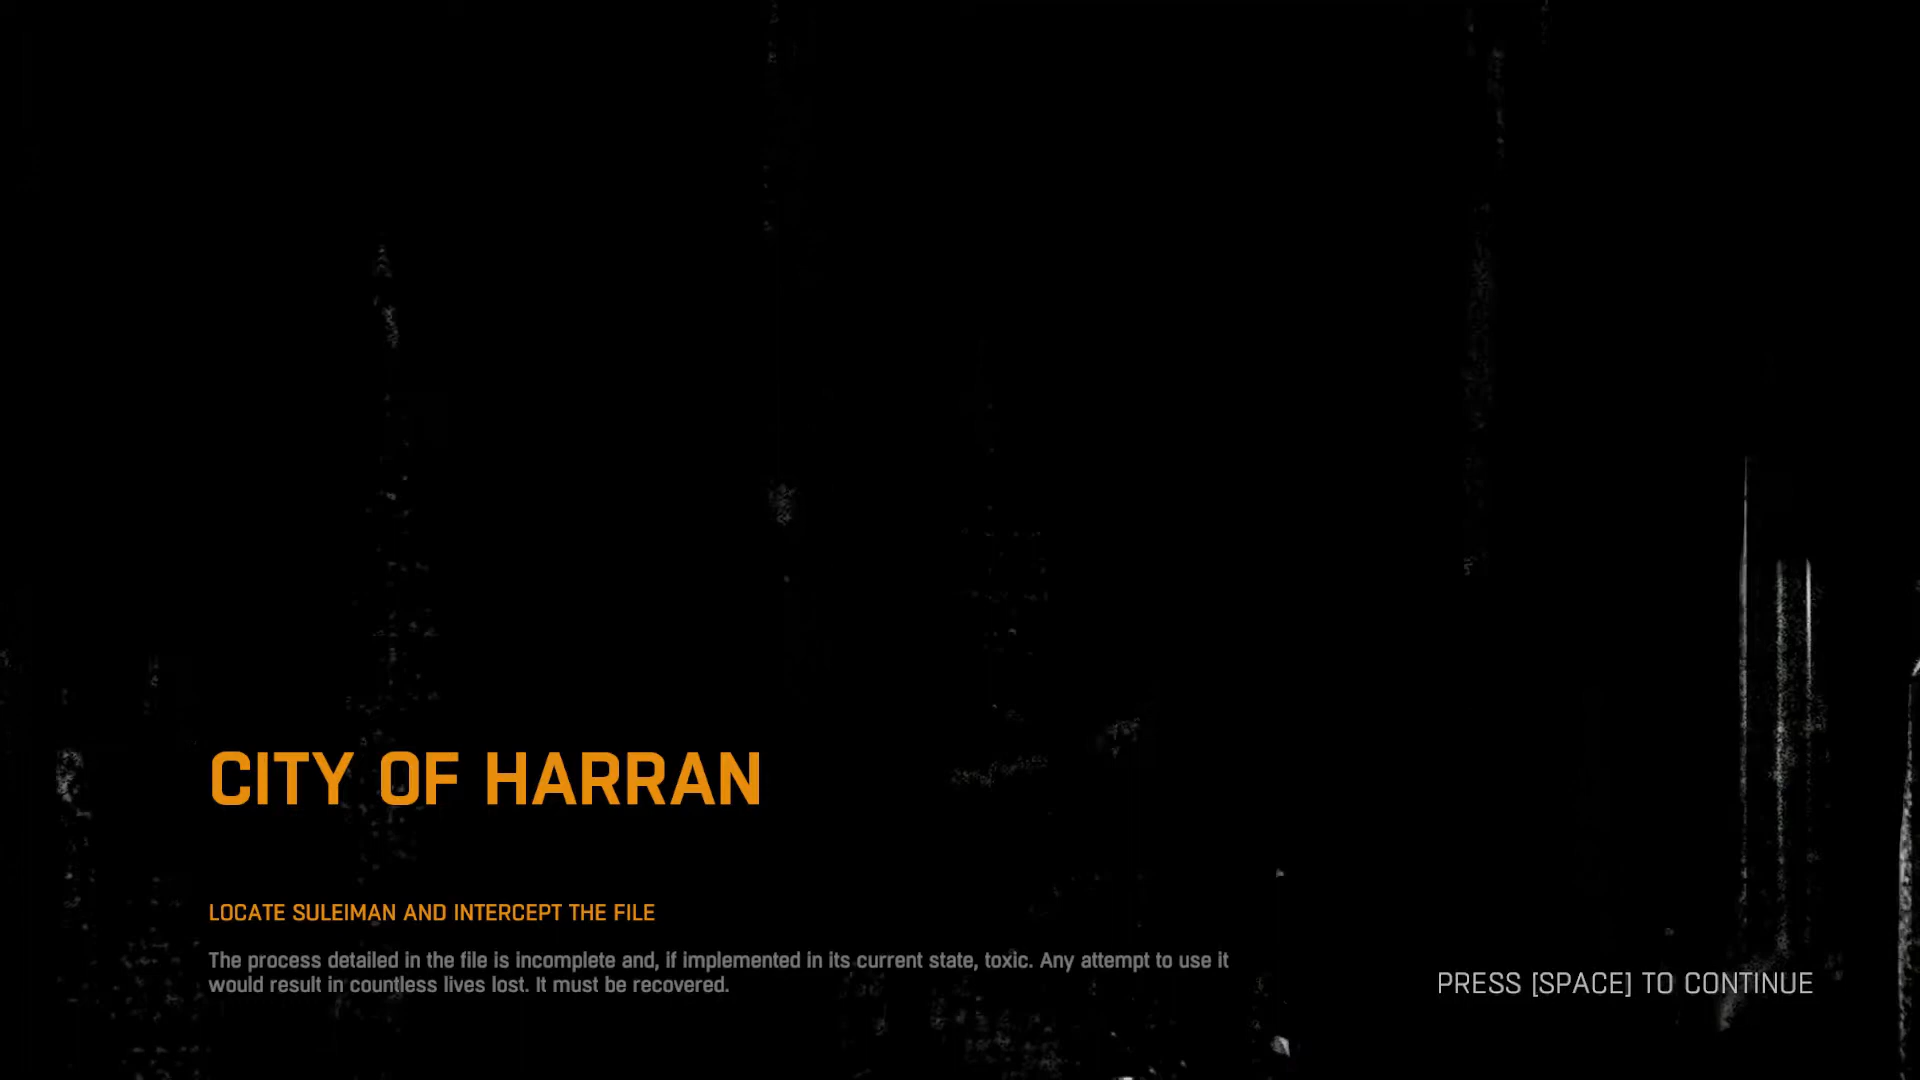 CITY OF HARRAN
LOCATE SULEIMAN AND INTERCEPT THE FILE
The process detailed in the file is incomplete and, if implemented in its current state, toxic. Any attempt to use it
would result in countless lives lost. It must be recovered.
PRESS [SPACE] TO CONTINUE